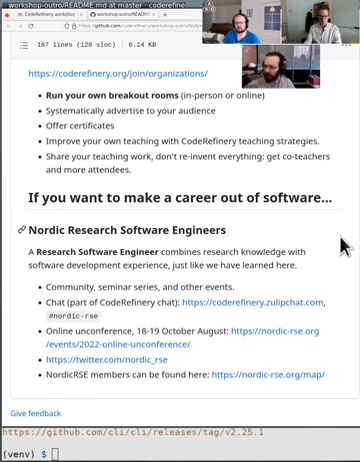 workshop-outro/README.md at master · coderefine
CodeRefinery workshop
workshop-outro/README.md
https://github.com/coderefinery/workshop-outro/blob/
187 lines (128 sloc)
6.24 KB
https://coderefinery.org/join/organizations/
• Run your own breakout rooms (in-person or online)
• Systematically advertise to your audience
• Offer certificates
• Improve your own teaching with CodeRefinery teaching strategies.
• Share your teaching work, don't re-invent everything: get co-teachers
and more attendees.
If you want to make a career out of software...
Nordic Research Software Engineers
A Research Software Engineer combines research knowledge with
software development experience, just like we have learned here.
• Community, seminar series, and other events.
• Chat (part of CodeRefinery chat): https://coderefinery.zulipchat.com,
#nordic-rse
• Online unconference, 18-19 October August: https://nordic-rse.org
/events/2022-online-unconference/
• https://twitter.com/nordic_rse
• NordicRSE members can be found here: https://nordic-rse.org/map/
Give feedback
https://github.com/cli/cli/releases/tag/v2.25.1
(venv) $